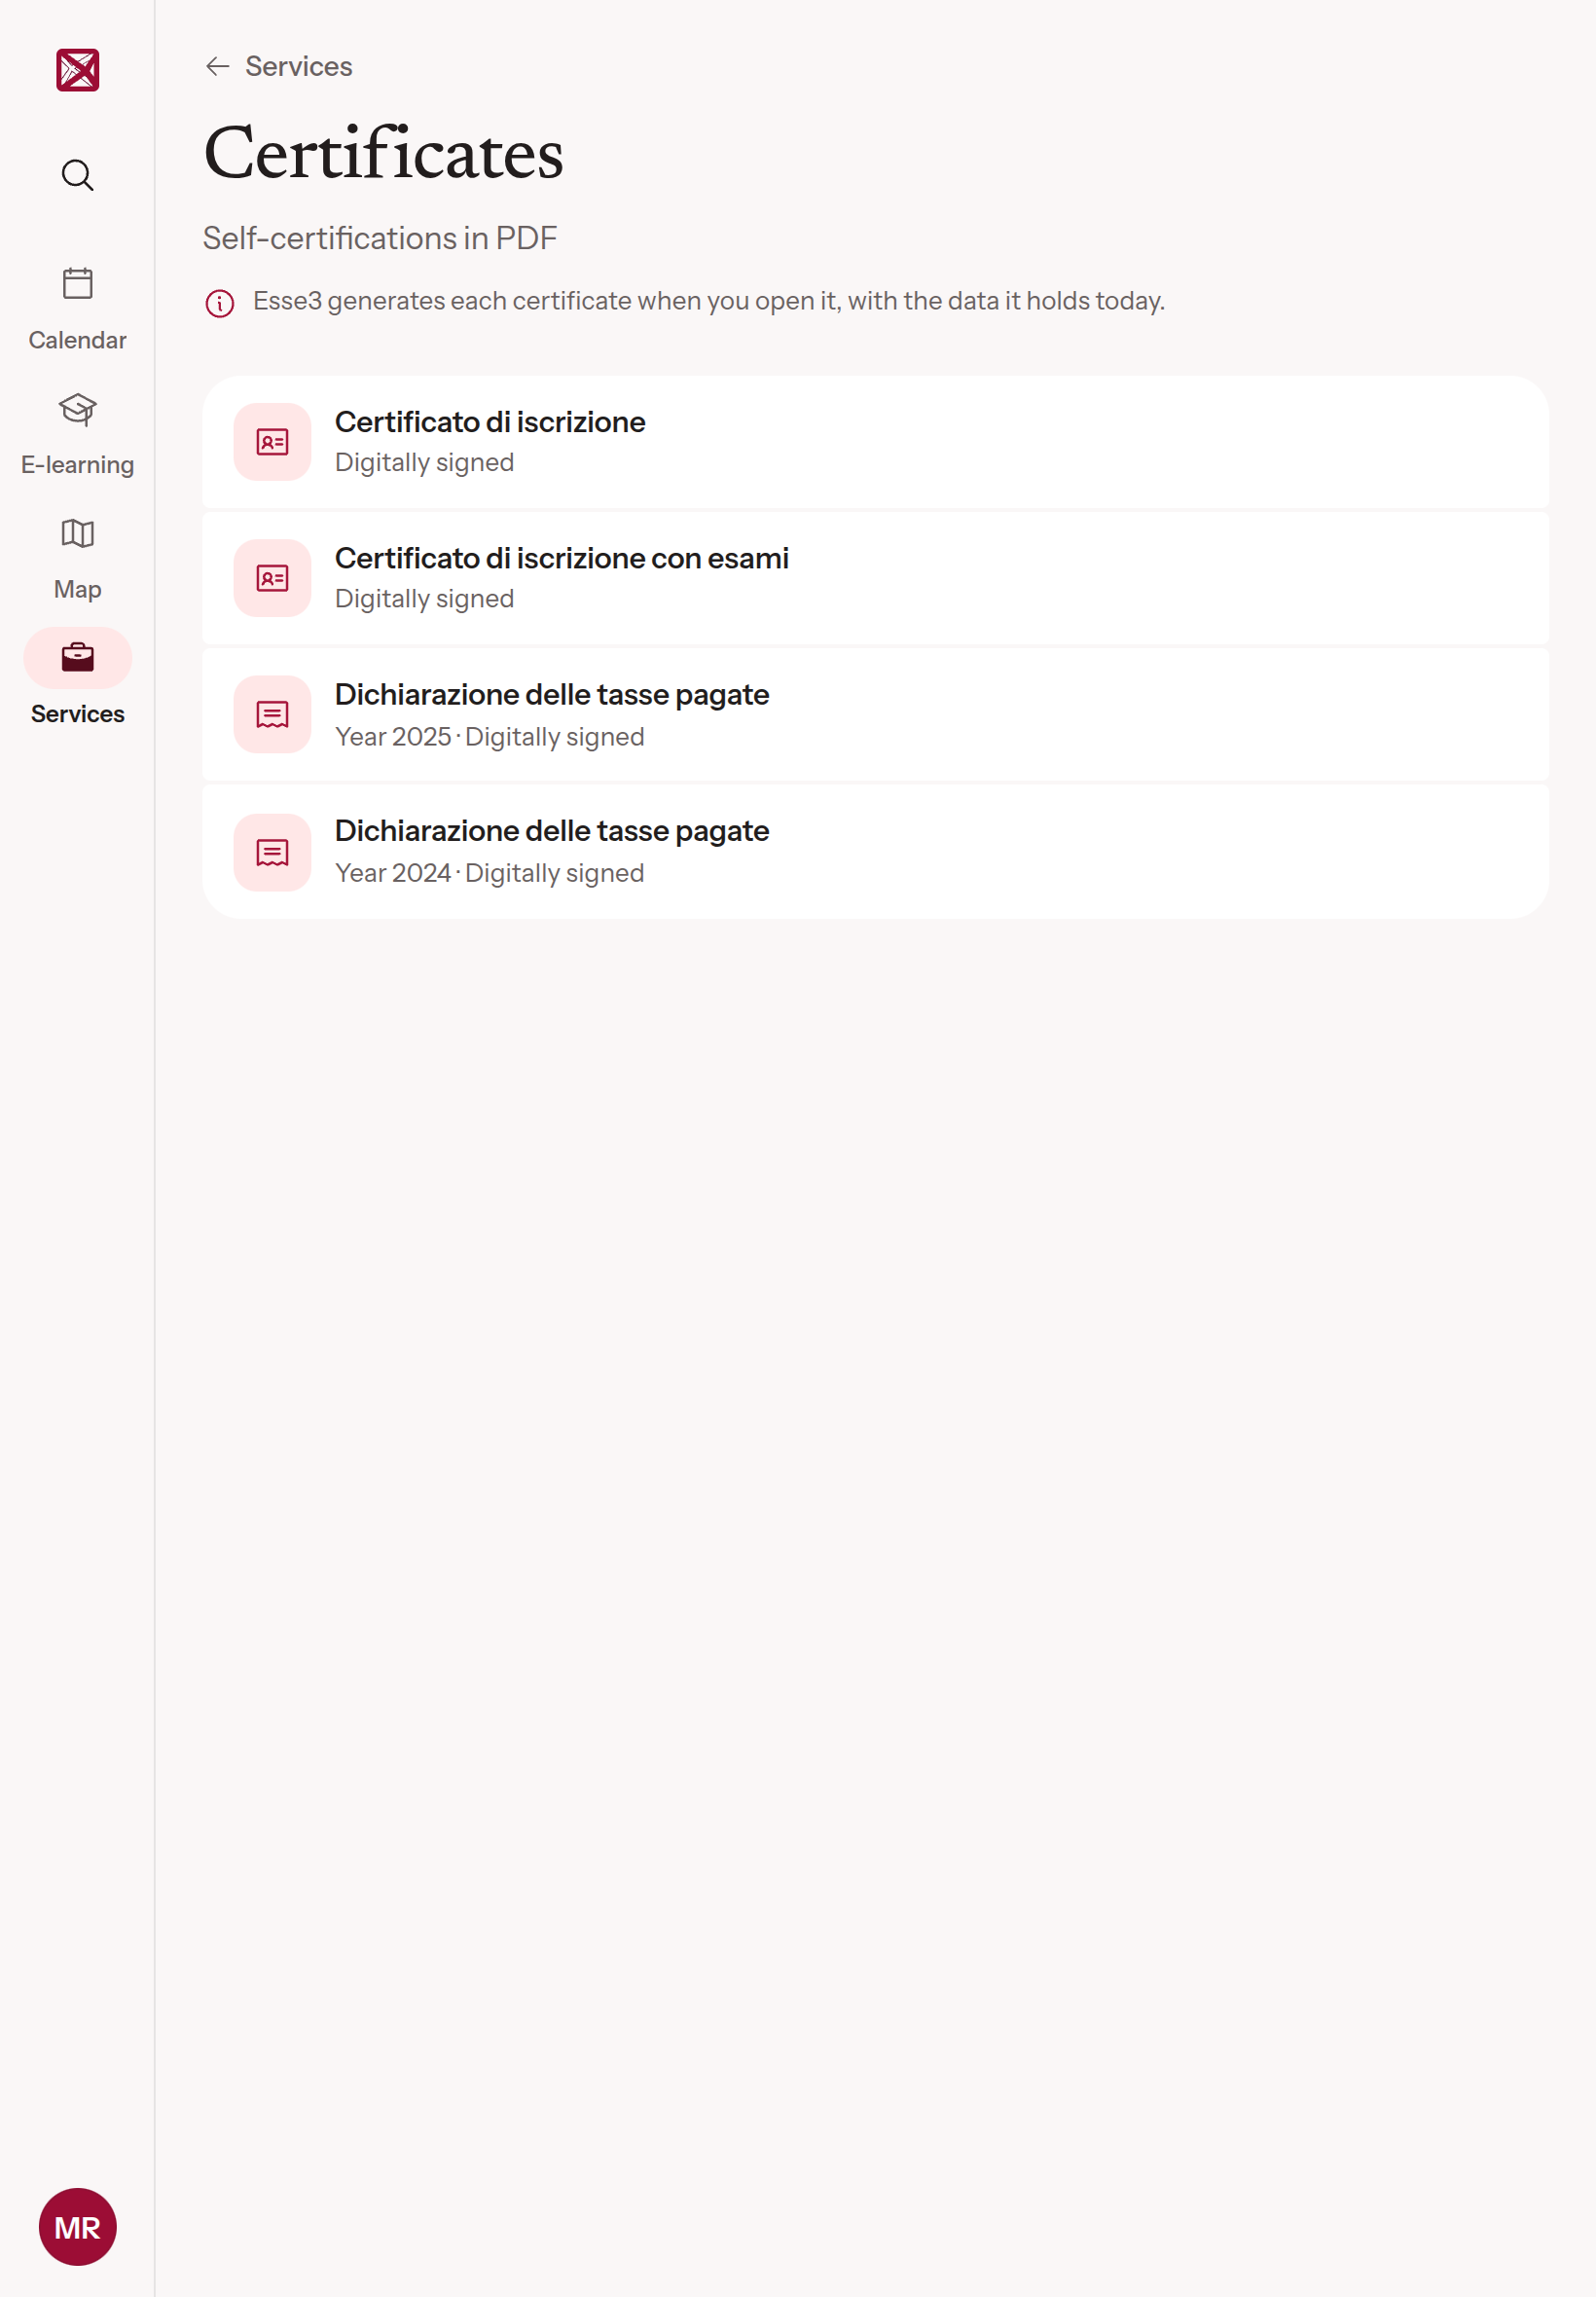 Services
Certificates
Self-certifications in PDF
Esse3 generates each certificate when you open it, with the data it holds today.
Calendar
E-learning
Map
Services
Certificato di iscrizione
Digitally signed
Certificato di iscrizione con esami
Digitally signed
Dichiarazione delle tasse pagate
Year 2025 · Digitally signed
Dichiarazione delle tasse pagate
Year 2024 · Digitally signed
MR